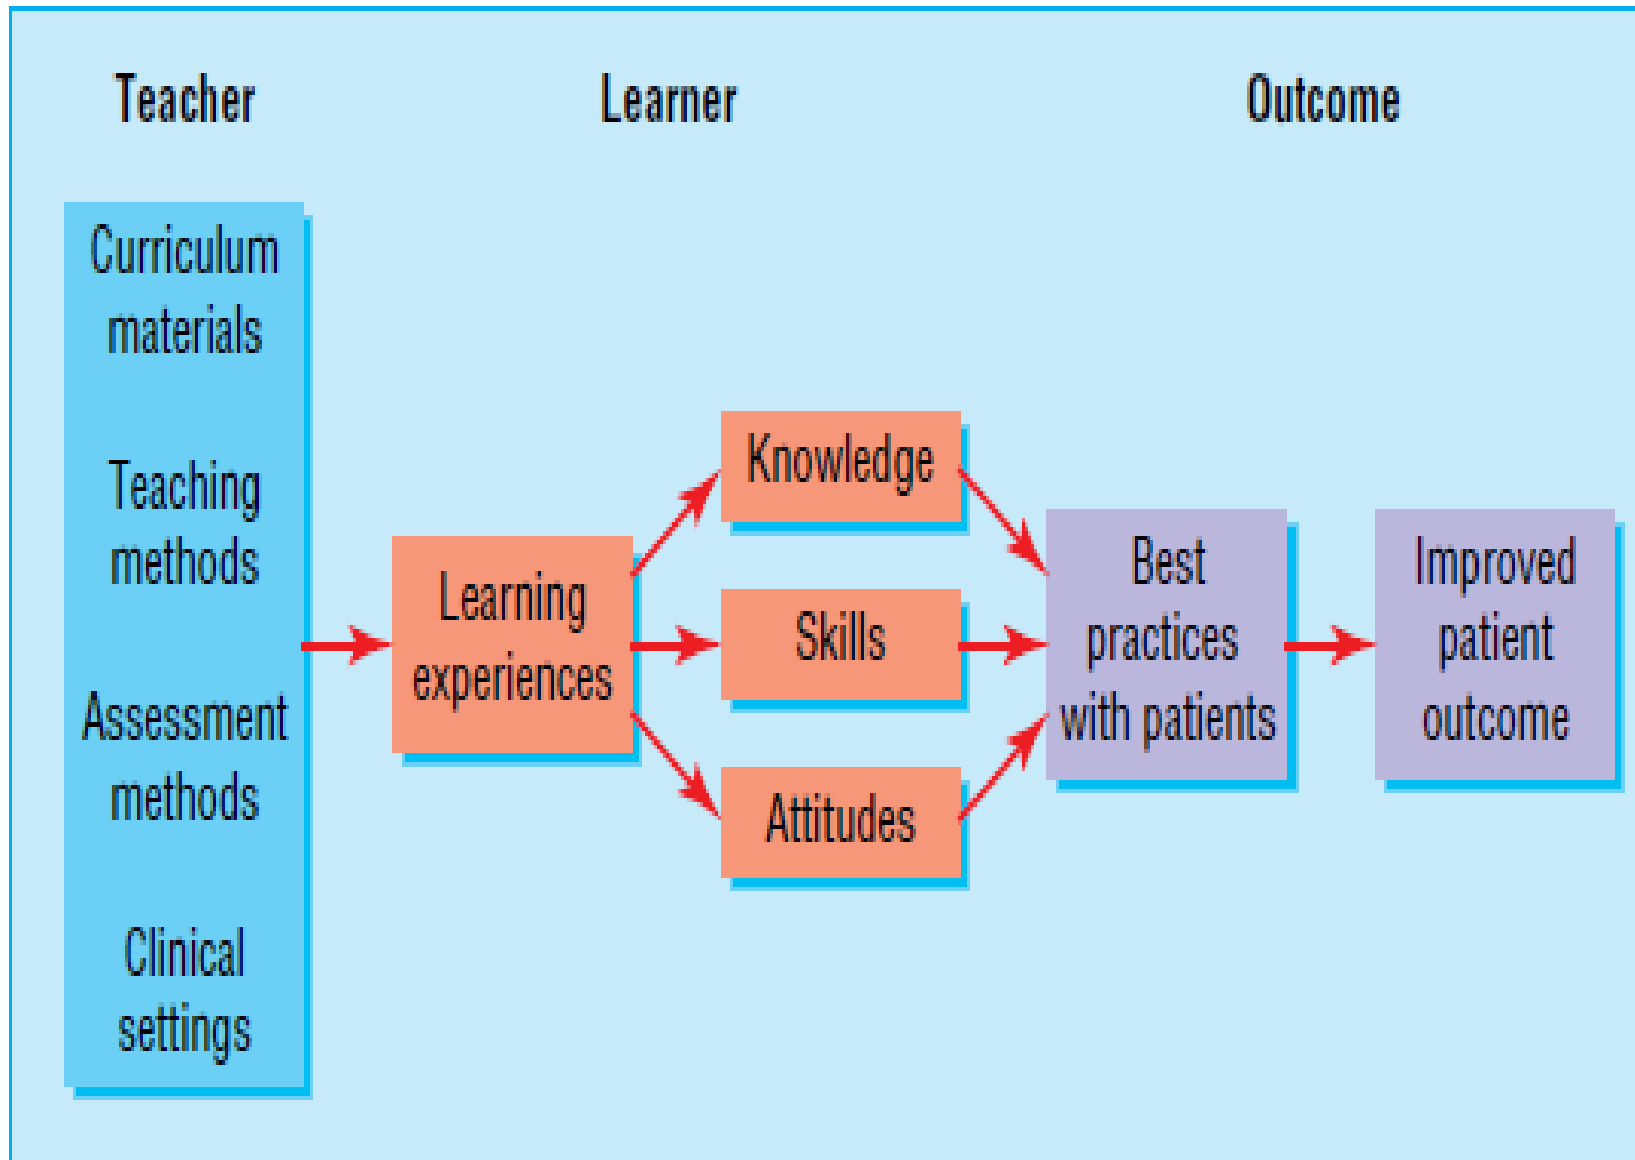 Teacher
Learner
Outcome
Curriculum
materials
Teaching
methods
Assessment
methods
Clinical
settings
Learning
experiences
Knowledge
Skills
Attitudes
Best
practices
with patients
Improved
patient
outcome